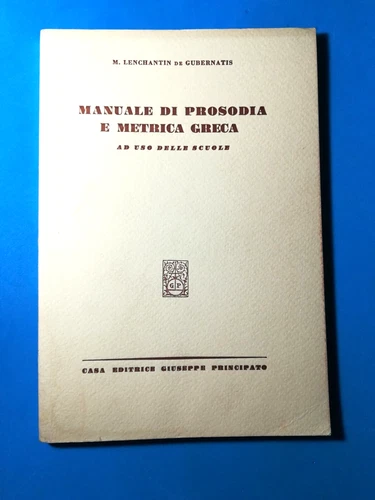 M. LENCHANTIN DE GUBERNATIS
MANUALE DI PROSODIA
E METRICA GRECA
AD USO DELLE SCUOLE
G P
CASA EDITRICE GIUSEPPE PRINCIPATO